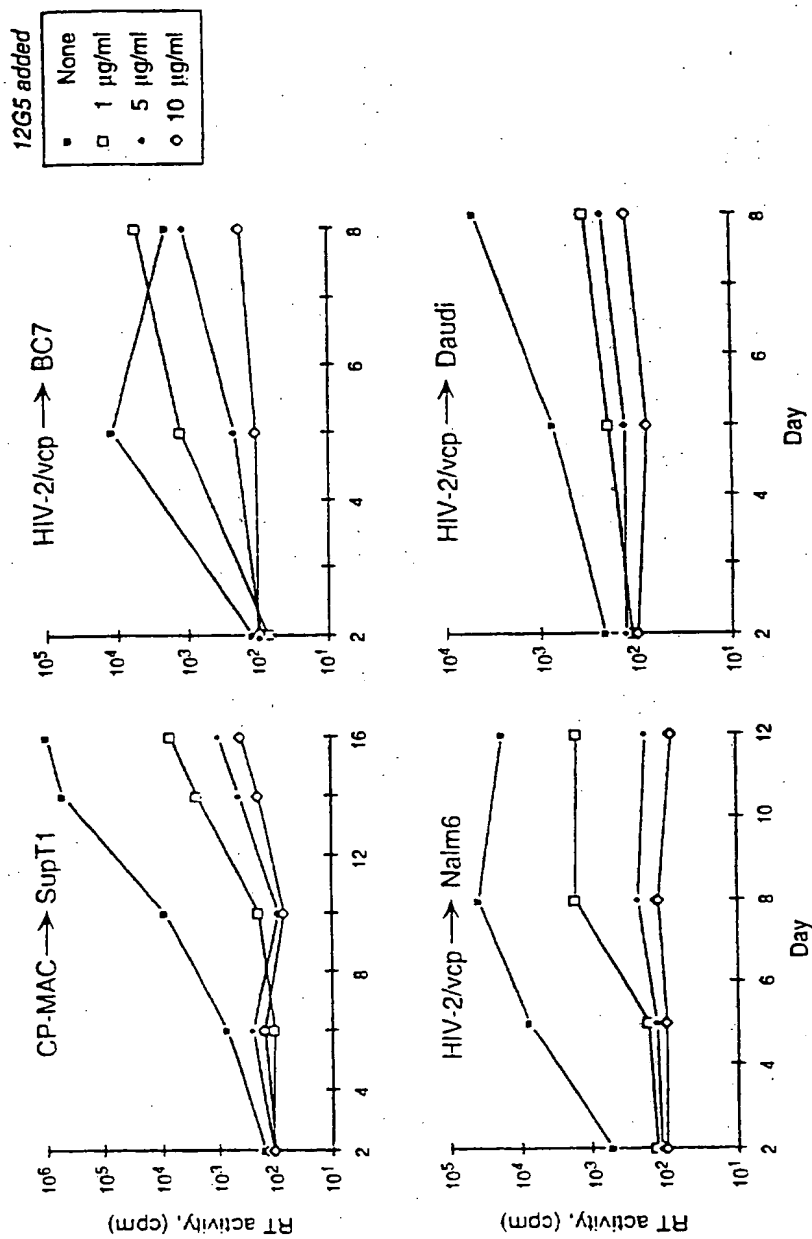 12G5 added
None
1 µg/ml
5 µg/ml
10 µg/ml
CP-MAC → SupT1
RT activity, (cpm)
10⁶
10⁵
10⁴
10³
10²
10¹
2 4 6 8 10 12 14 16
HIV-2/vcp → BC7
10⁵
10⁴
10³
10²
10¹
2 4 6 8
HIV-2/vcp → Nalm6
RT activity, (cpm)
10⁵
10⁴
10³
10²
10¹
2 4 6 8 10 12
Day
HIV-2/vcp → Daudi
10⁴
10³
10²
10¹
2 4 6 8
Day